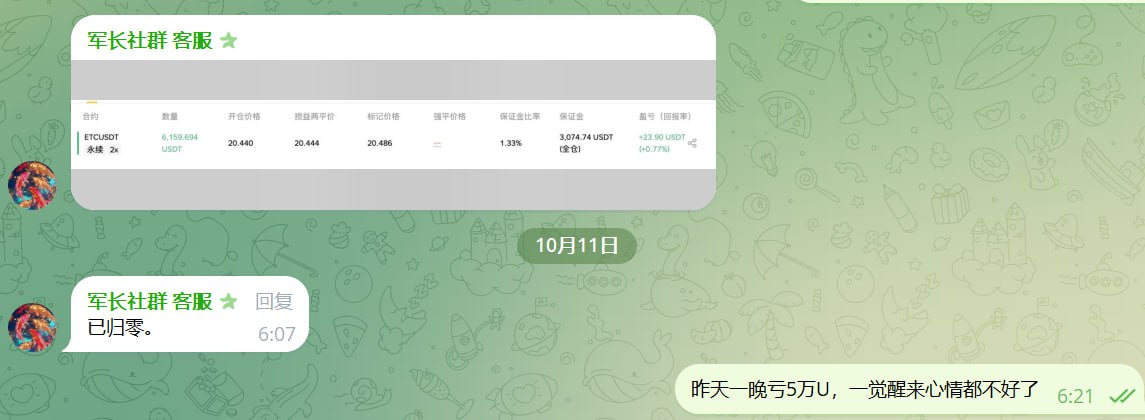 军长社群 客服
合约 数量 开仓价格 损益两平价 标记价格 强平价格 保证金比率 保证金 盈亏（回报率）
ETCUSDT 6,159.694 20.440 20.444 20.486 -- 1.33% 3,074.74 USDT +23.90 USDT
永续 2x USDT (全仓) (+0.77%)
10月11日
军长社群 客服 回复
已归零。 6:07
昨天一晚亏5万U，一觉醒来心情都不好了 6:21